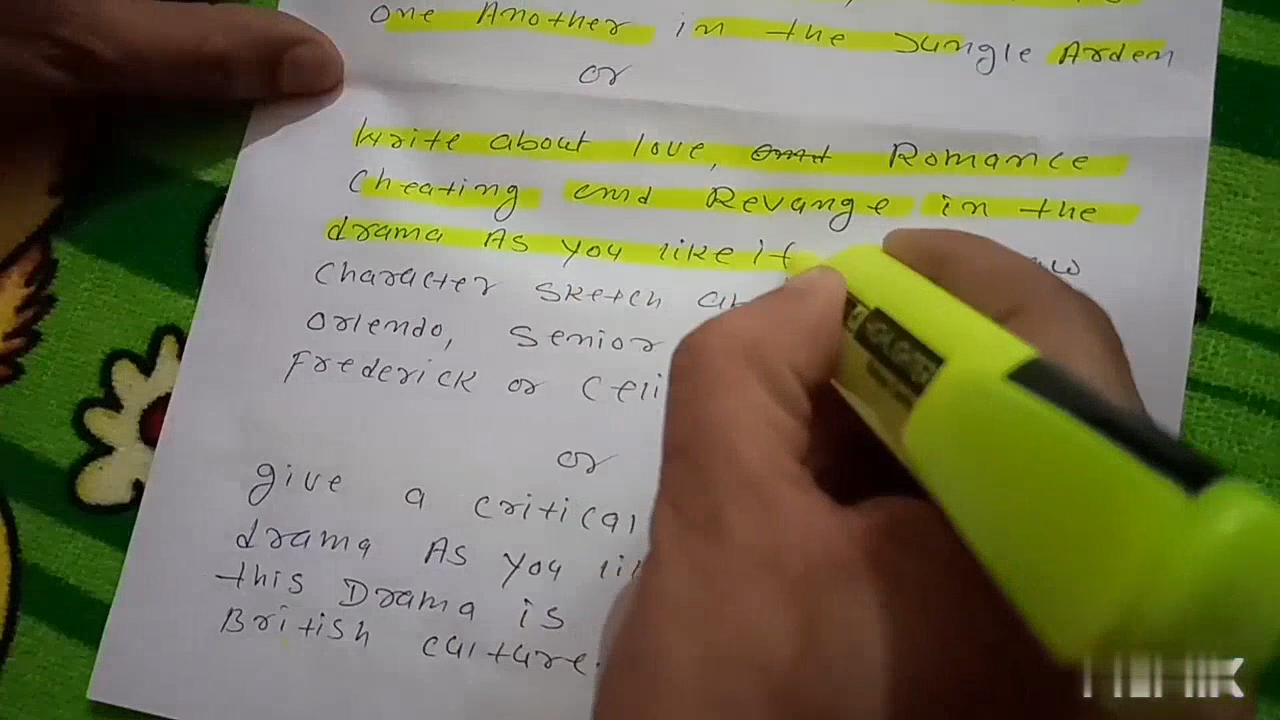 one Another in the Jungle Arden
or
Write about love, and Romance
Cheating and Revange in the
drama As you like it
Character Sketch
Orlendo, Senior
Frederick or Celi
or
give a critical
drama As you li
this Drama is
British culture.